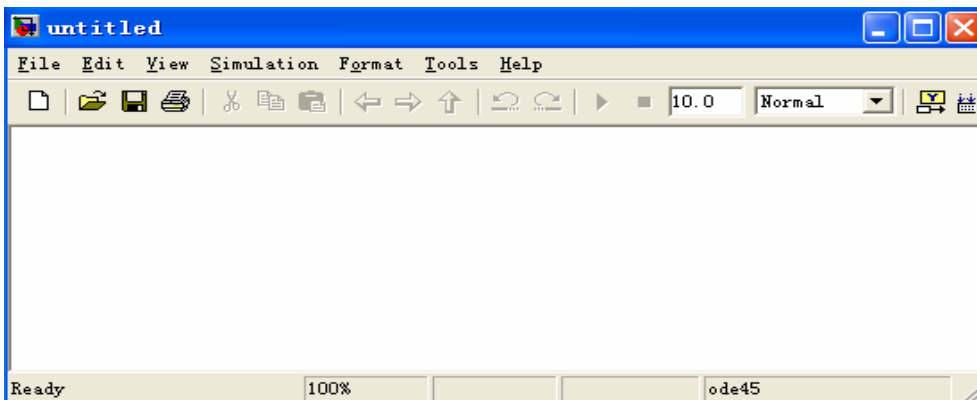 untitled
File Edit View Simulation Format Tools Help
10.0 Normal
Ready 100% ode45